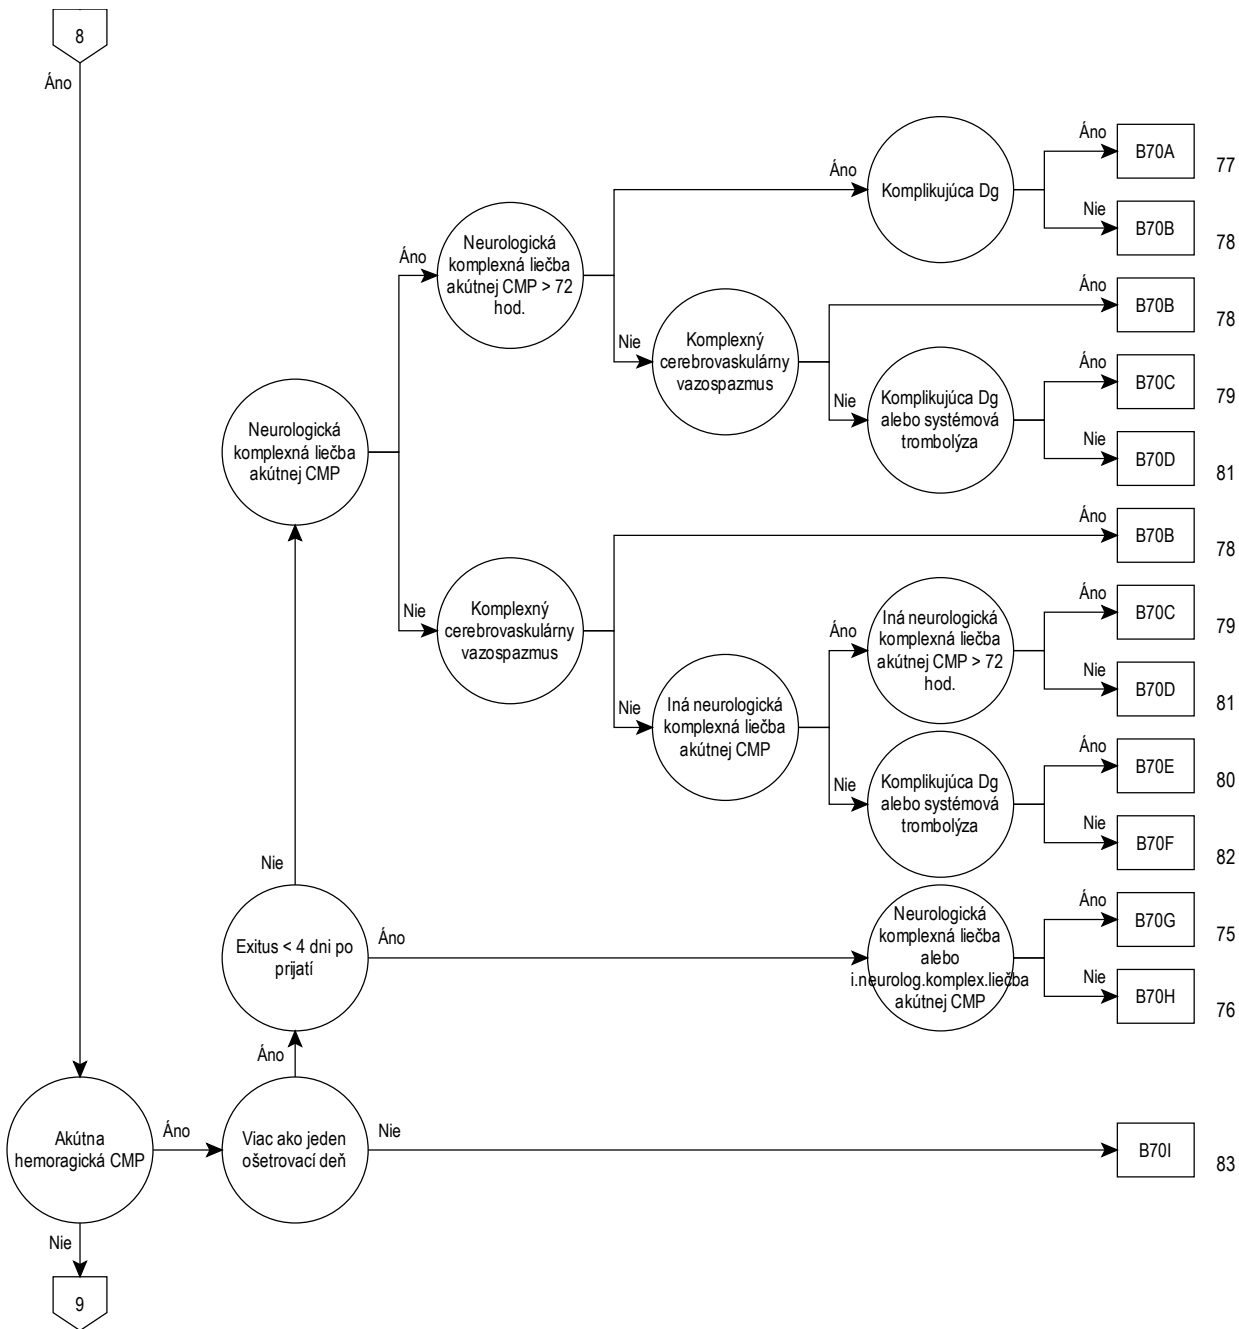 8
Áno
Áno
B70A
77
Áno
Komplikujúca Dg
Nie
B70B
78
Neurologická
komplexná liečba
akútnej CMP > 72
hod.
Áno
Áno
B70B
78
Nie
Komplexný
cerebrovaskulárny
vazospazmus
Áno
B70C
79
Nie
Komplikujúca Dg
alebo systémová
trombolýza
Neurologická
komplexná liečba
akútnej CMP
Nie
B70D
81
Áno
B70B
78
Nie
Komplexný
cerebrovaskulárny
vazospazmus
Áno
B70C
79
Áno
Iná neurologická
komplexná liečba
akútnej CMP > 72
hod.
Nie
B70D
81
Nie
Iná neurologická
komplexná liečba
akútnej CMP
Áno
B70E
80
Nie
Komplikujúca Dg
alebo systémová
trombolýza
Nie
B70F
82
Nie
Áno
B70G
75
Exitus < 4 dni po
prijatí
Áno
Neurologická
komplexná liečba
alebo
i.neurolog.komplex.liečba
akútnej CMP
Nie
B70H
76
Áno
Akútna
hemoragická CMP
Áno
Viac ako jeden
ošetrovací deň
Nie
B70I
83
Nie
9